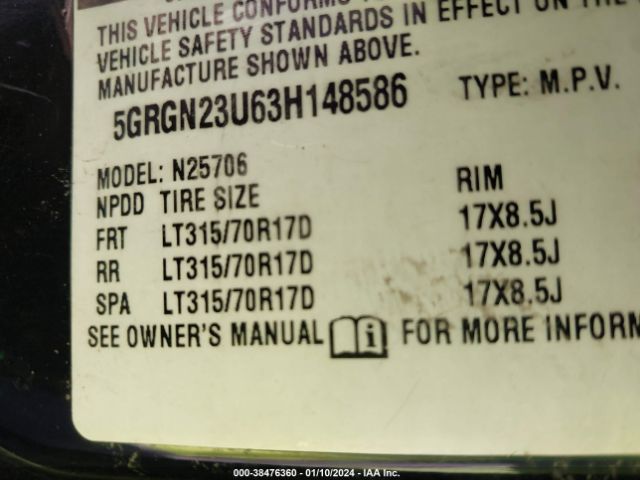 THIS VEHICLE CONFORMS
VEHICLE SAFETY STANDARDS IN EFFECT ON THE
MANUFACTURE SHOWN ABOVE.
5GRGN23U63H148586 TYPE: M.P.V.
MODEL: N25706
NPDD TIRE SIZE RIM
FRT LT315/70R17D 17X8.5J
RR LT315/70R17D 17X8.5J
SPA LT315/70R17D 17X8.5J
SEE OWNER'S MANUAL FOR MORE INFORM
000-38476360 - 01/10/2024 - IAA Inc.